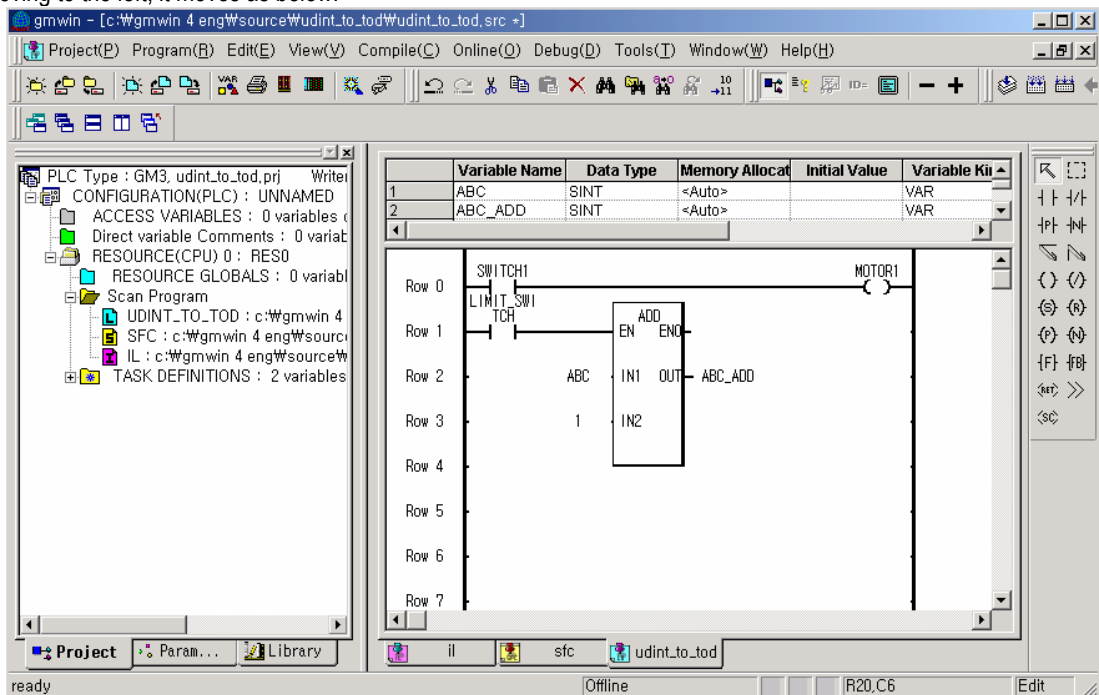 gmwin - [c:₩gmwin 4 eng₩source₩udint_to_tod₩udint_to_tod,src *]
Project(P) Program(R) Edit(E) View(V) Compile(C) Online(O) Debug(D) Tools(T) Window(W) Help(H)
PLC Type : GM3, udint_to_tod,prj Writer
CONFIGURATION(PLC) : UNNAMED
ACCESS VARIABLES : 0 variables
Direct variable Comments : 0 variab
RESOURCE(CPU) 0 : RES0
RESOURCE GLOBALS : 0 variabl
Scan Program
UDINT_TO_TOD : c:₩gmwin 4
SFC : c:₩gmwin 4 eng₩sourc
IL : c:₩gmwin 4 eng₩source₩
TASK DEFINITIONS : 2 variables
Project Param... Library
Variable Name Data Type Memory Allocat Initial Value Variable Kin
1 ABC SINT <Auto> VAR
2 ABC_ADD SINT <Auto> VAR
SWITCH1 MOTOR1
Row 0
LIMIT_SWI
TCH ADD
Row 1 EN ENO
Row 2 ABC IN1 OUT ABC_ADD
Row 3 1 IN2
Row 4
Row 5
Row 6
Row 7
il sfc udint_to_tod
ready Offline R20,C6 Edit